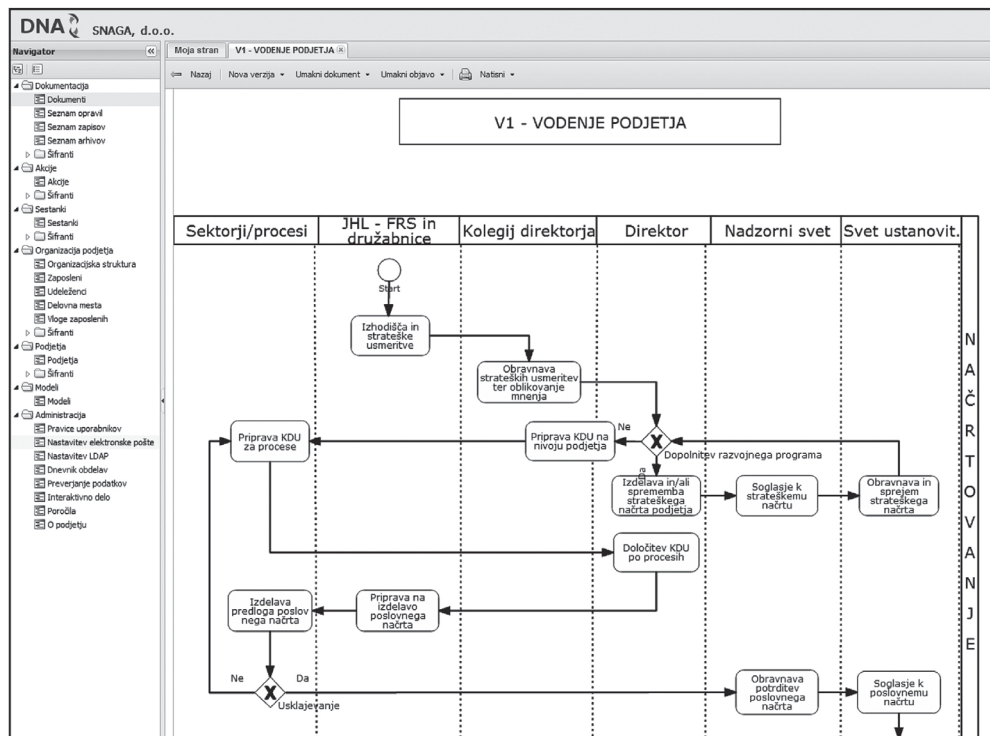 DNA SNAGA, d.o.o.
Navigator
Dokumentacija
Dokumenti
Seznam opravil
Seznam zapisov
Seznam arhivov
Šifranti
Akcije
Akcije
Šifranti
Sestanki
Sestanki
Šifranti
Organizacija podjetja
Organizacijska struktura
Zaposleni
Udeleženci
Delovna mesta
Vloge zaposlenih
Šifranti
Podjetja
Podjetja
Šifranti
Modeli
Modeli
Administracija
Pravice uporabnikov
Nastavitev elektronske pošte
Nastavitev LDAP
Dnevnik obdelav
Preverjanje podatkov
Interaktivno delo
Poročila
O podjetju
Moja stran
V1 - VODENJE PODJETJA
Nazaj
Nova verzija
Umakni dokument
Umakni objavo
Natisni
V1 - VODENJE PODJETJA
Sektorji/procesi
JHL - FRS in
družabnice
Kolegij direktorja
Direktor
Nadzorni svet
Svet ustanovit.
Start
Izhodišča in
strateške
usmeritve
Obravnava
strateških usmeritev
ter oblikovanje
mnenja
Priprava KDU
za procese
Priprava KDU na
nivoju podjetja
Ne
X
Dopolnitev razvojnega programa
Da
Izdelava in/ali
sprememba
strateškega
načrta podjetja
Soglasje k
strateškemu
načrtu
Obravnava in
sprejem
strateškega
načrta
Določitev KDU
po procesih
Izdelava
predloga poslov
nega načrta
Priprava na
izdelavo
poslovnega
načrta
Ne
X
Da
Usklajevanje
Obravnava
potrditev
poslovnega
načrta
Soglasje k
poslovnemu
načrtu
NAČRTOVANJE